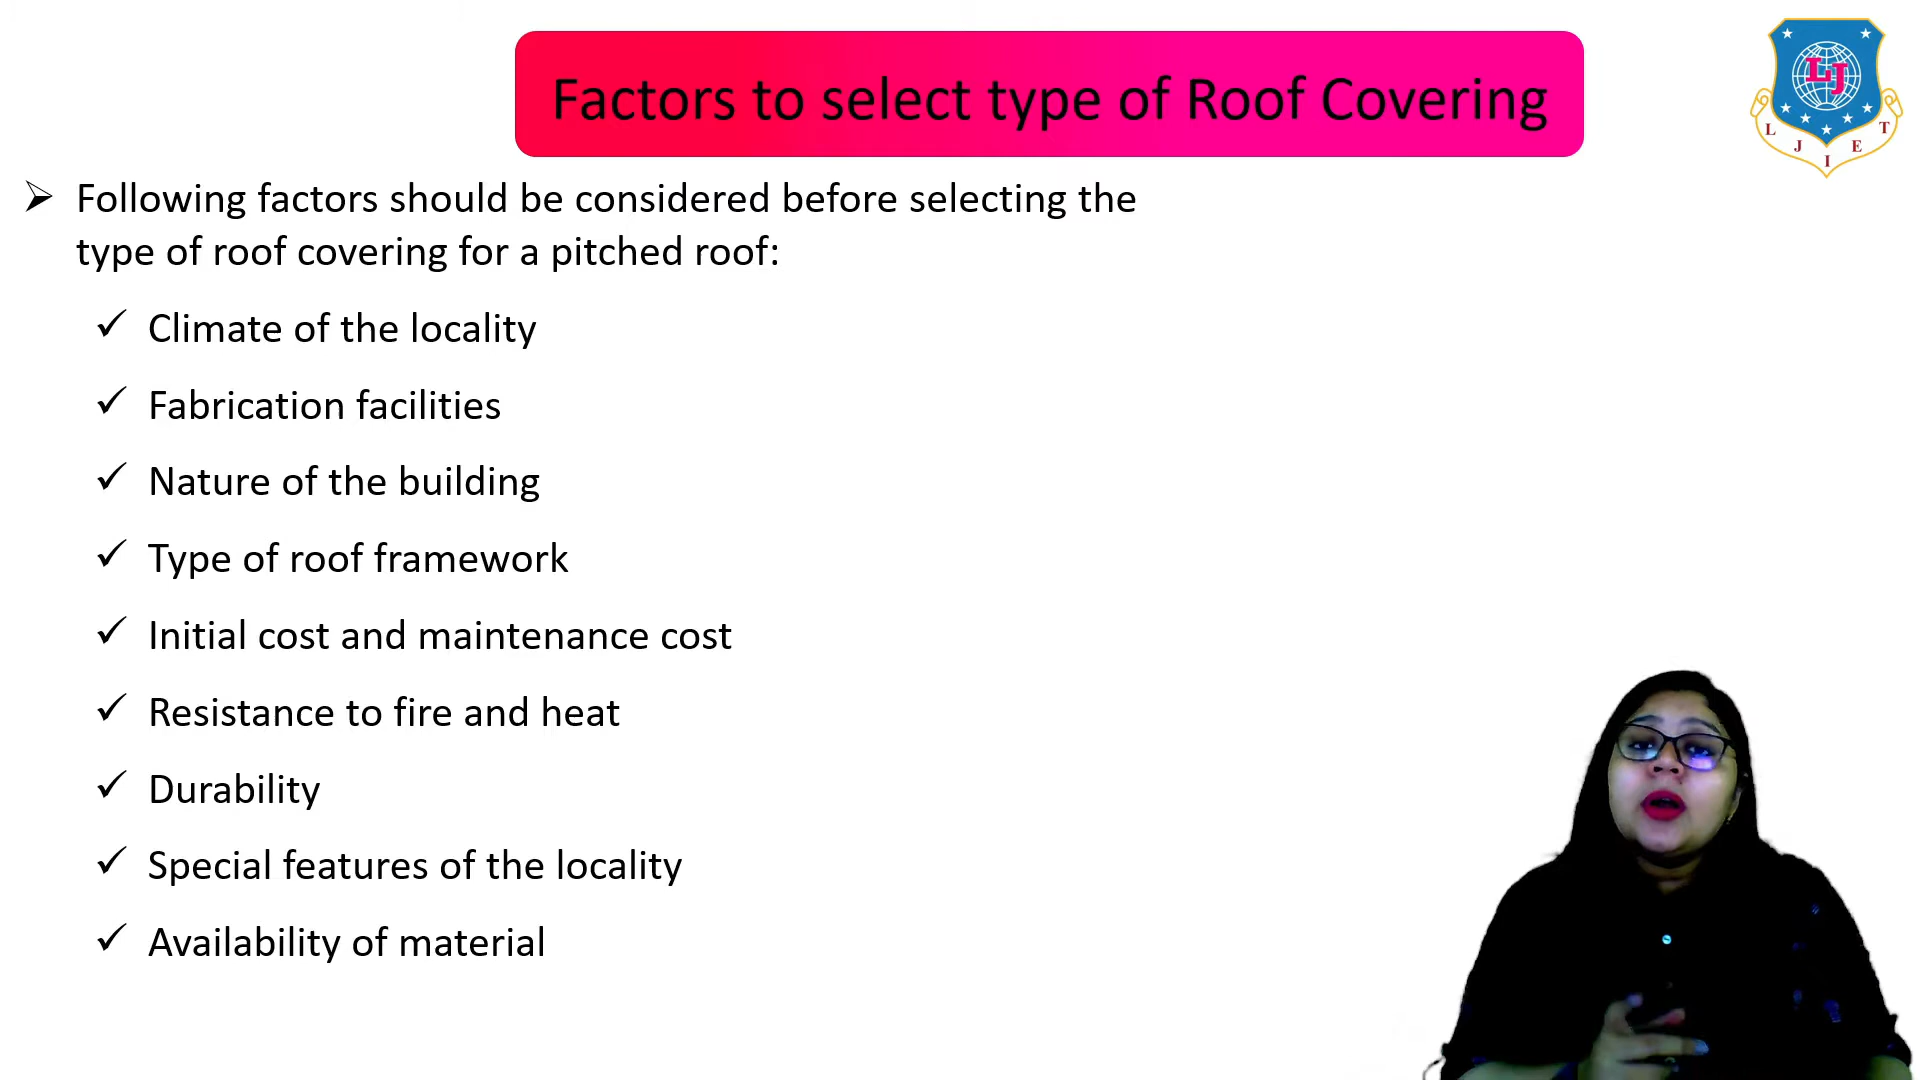 Factors to select type of Roof Covering
LJ
L J I E T
➢ Following factors should be considered before selecting the
type of roof covering for a pitched roof:
✓ Climate of the locality
✓ Fabrication facilities
✓ Nature of the building
✓ Type of roof framework
✓ Initial cost and maintenance cost
✓ Resistance to fire and heat
✓ Durability
✓ Special features of the locality
✓ Availability of material